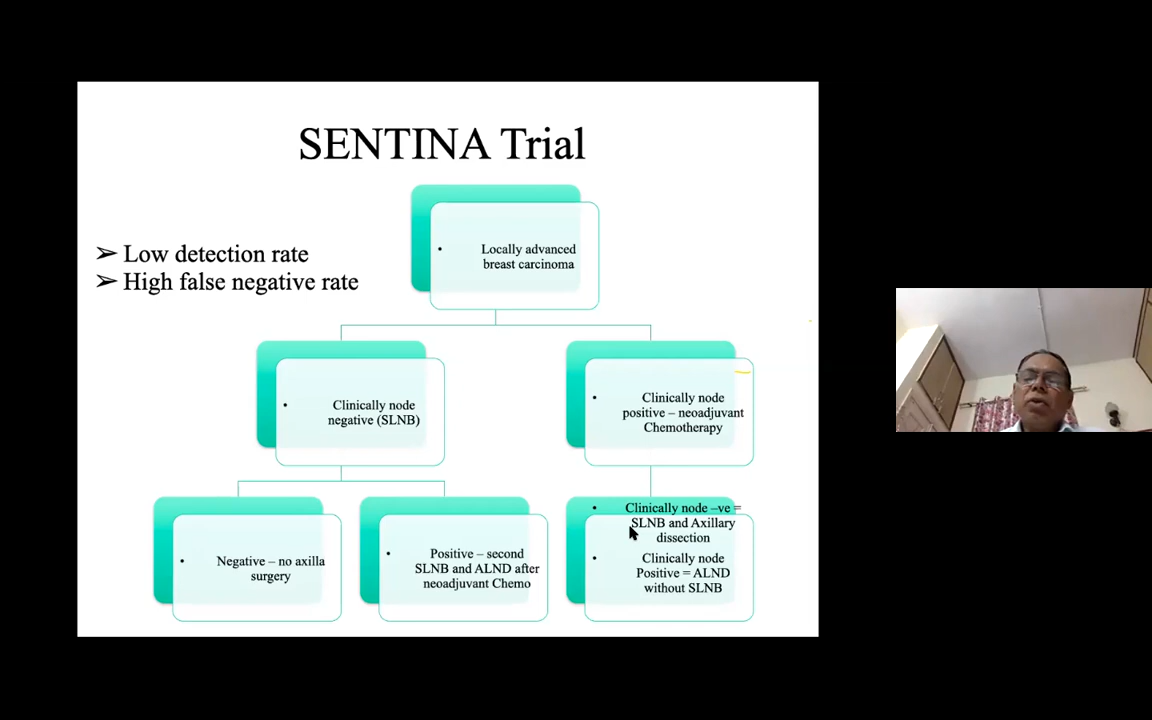 SENTINA Trial
➢ Low detection rate
➢ High false negative rate
• Locally advanced
breast carcinoma
• Clinically node
negative (SLNB)
• Clinically node
positive – neoadjuvant
Chemotherapy
• Negative – no axilla
surgery
• Positive – second
SLNB and ALND after
neoadjuvant Chemo
• Clinically node –ve =
SLNB and Axillary
dissection
• Clinically node
Positive = ALND
without SLNB